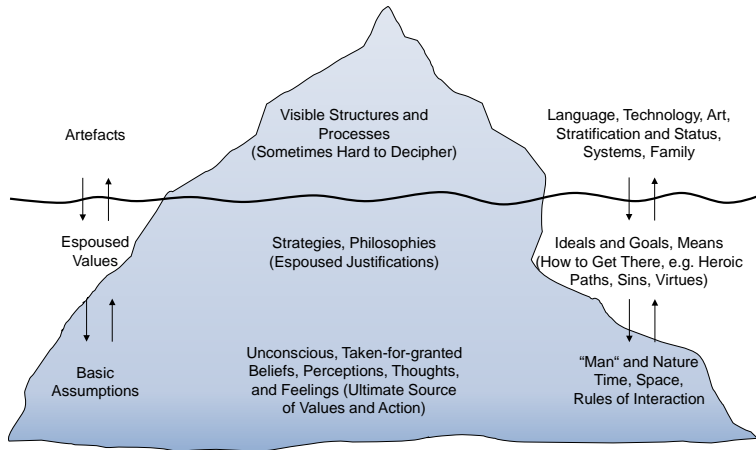 Artefacts
Visible Structures and
Processes
(Sometimes Hard to Decipher)
Language, Technology, Art,
Stratification and Status,
Systems, Family
Espoused
Values
Strategies, Philosophies
(Espoused Justifications)
Ideals and Goals, Means
(How to Get There, e.g. Heroic
Paths, Sins, Virtues)
Basic
Assumptions
Unconscious, Taken-for-granted
Beliefs, Perceptions, Thoughts,
and Feelings (Ultimate Source
of Values and Action)
“Man“ and Nature
Time, Space,
Rules of Interaction